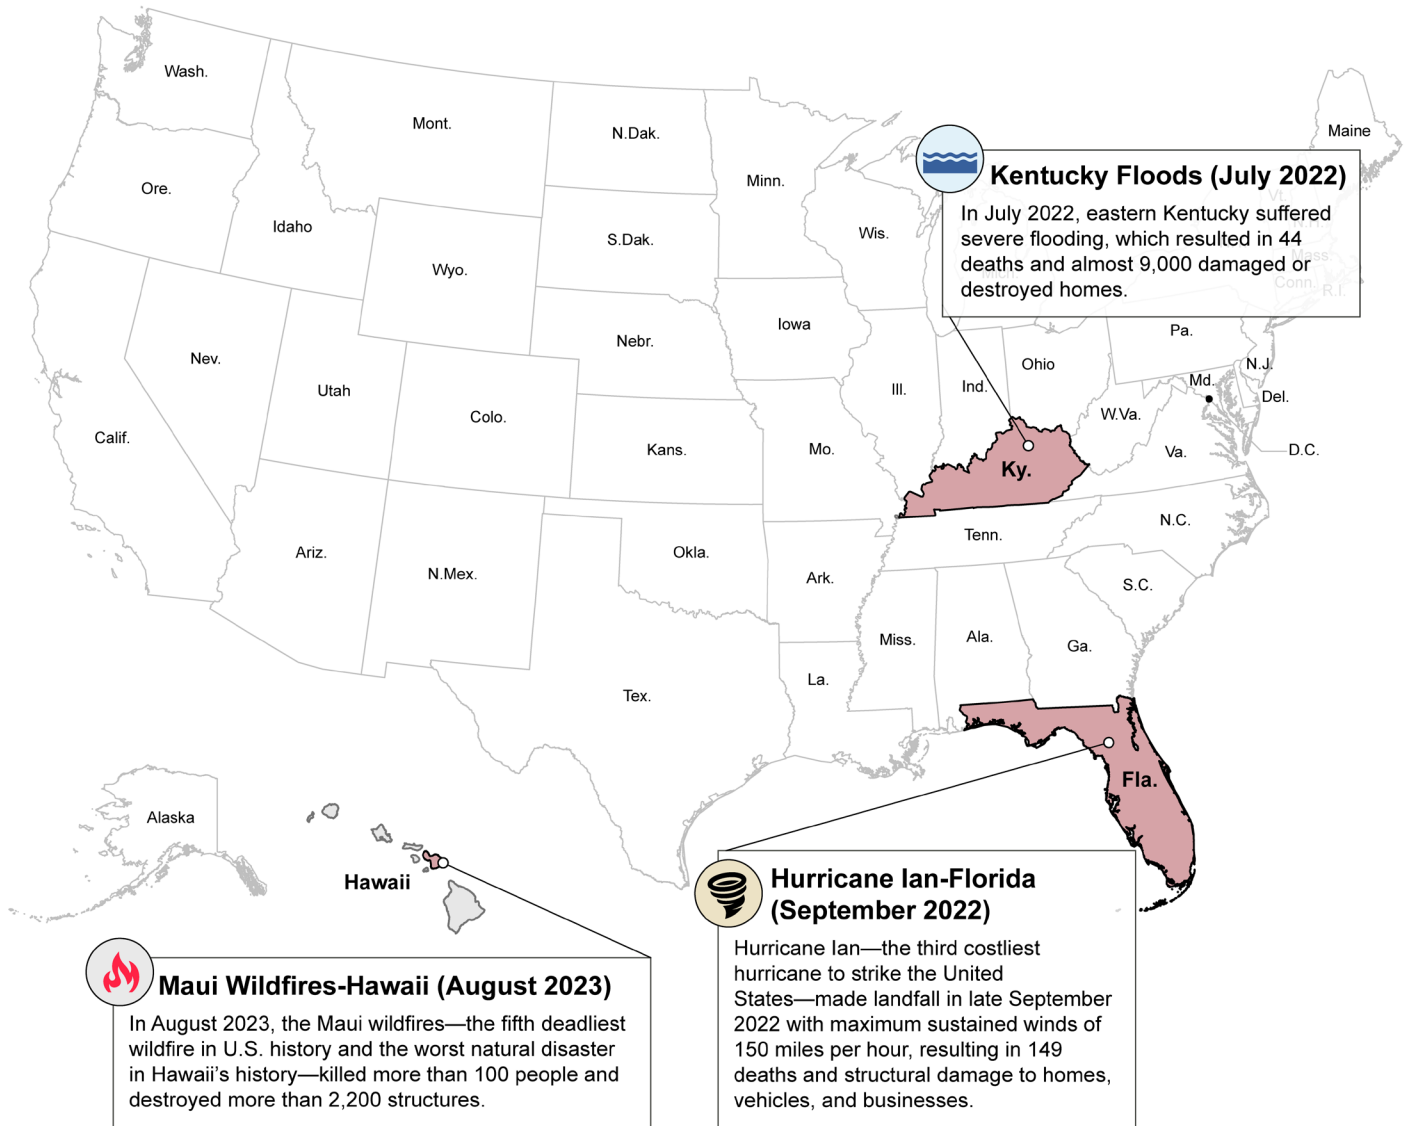 Wash.
Mont.
N.Dak.
Minn.
Maine
Ore.
Idaho
S.Dak.
Wis.
Wyo.
Kentucky Floods (July 2022)
In July 2022, eastern Kentucky suffered
severe flooding, which resulted in 44
deaths and almost 9,000 damaged or
destroyed homes.
Vt.
N.H.
Mass.
Mich.
Conn.
R.I.
Iowa
Pa.
Nebr.
Nev.
Utah
Ill.
Ind.
Ohio
N.J.
Md.
Del.
Colo.
W.Va.
Calif.
Kans.
Mo.
Va.
D.C.
Ky.
N.C.
Tenn.
Ariz.
N.Mex.
Okla.
Ark.
S.C.
Miss.
Ala.
Ga.
La.
Tex.
Fla.
Alaska
Hawaii
Hurricane Ian-Florida
(September 2022)
Hurricane Ian—the third costliest
hurricane to strike the United
States—made landfall in late September
2022 with maximum sustained winds of
150 miles per hour, resulting in 149
deaths and structural damage to homes,
vehicles, and businesses.
Maui Wildfires-Hawaii (August 2023)
In August 2023, the Maui wildfires—the fifth deadliest
wildfire in U.S. history and the worst natural disaster
in Hawaii's history—killed more than 100 people and
destroyed more than 2,200 structures.